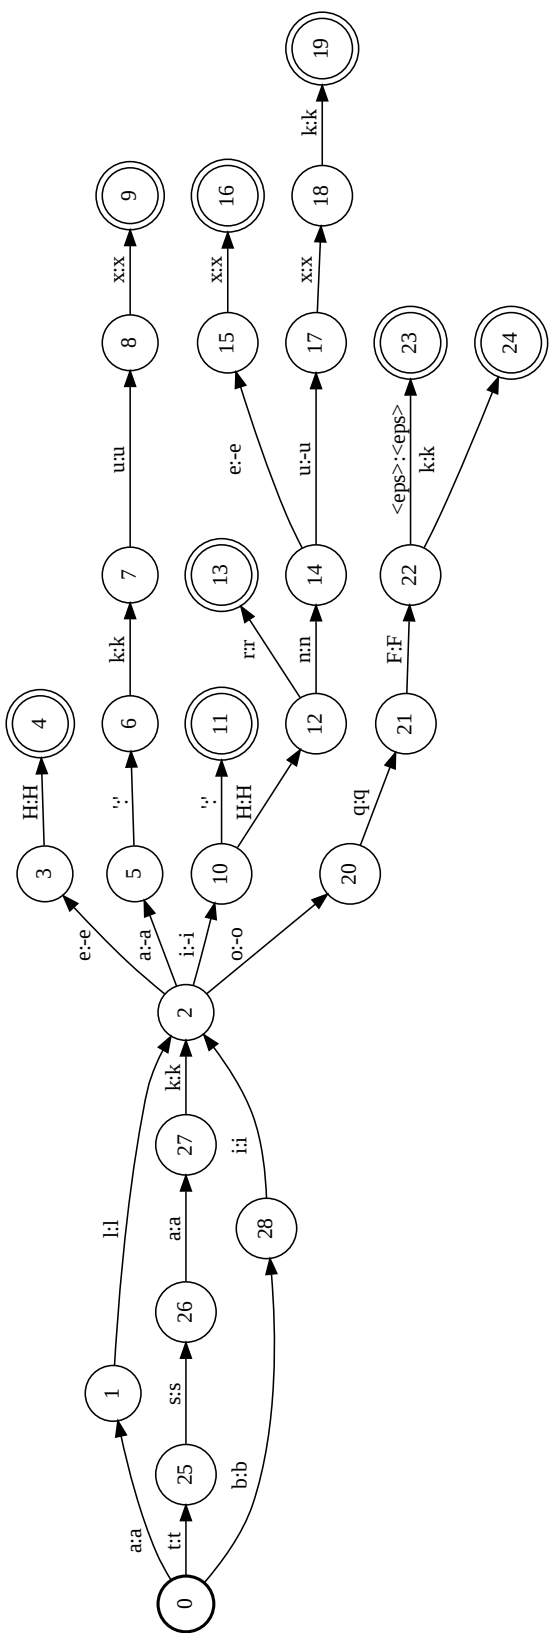 0
a:a
t:t
b:b
1
25
l:l
s:s
26
28
a:a
i:i
27
k:k
2
e:-e
a:-a
i:-i
o:-o
3
5
10
20
H:H
':'
':'
H:H
q:q
4
6
11
12
21
k:k
r:r
n:n
F:F
7
13
14
22
u:u
e:-e
u:-u
<eps>:<eps>
k:k
8
15
17
23
24
x:x
x:x
x:x
9
16
18
k:k
19